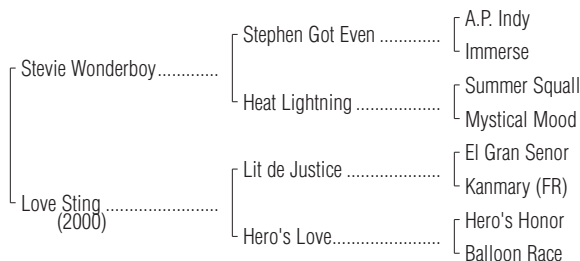 A.P. Indy
Stephen Got Even .............
Immerse
Stevie Wonderboy .............
Summer Squall
Heat Lightning ..................
Mystical Mood
El Gran Senor
Lit de Justice ....................
Kanmary (FR)
Love Sting ........................
(2000)
Hero's Honor
Hero's Love.......................
Balloon Race